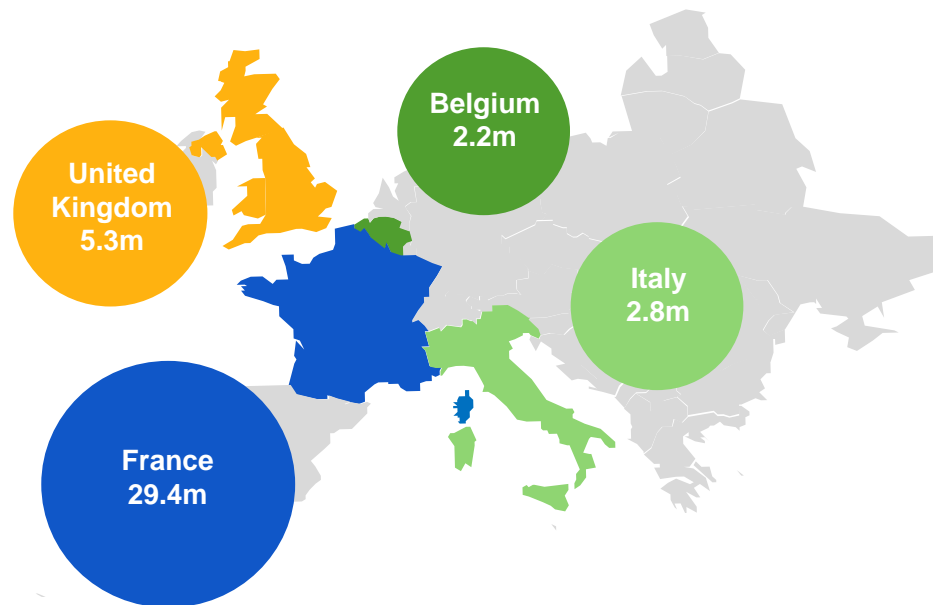 Belgium
2.2m
United
Kingdom
5.3m
Italy
2.8m
France
29.4m